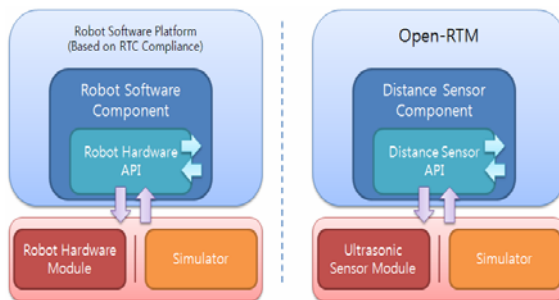 Robot Software Platform
(Based on RTC Compliance)
Robot Software
Component
Robot Hardware
API
Robot Hardware
Module
Simulator
Open-RTM
Distance Sensor
Component
Distance Sensor
API
Ultrasonic
Sensor Module
Simulator